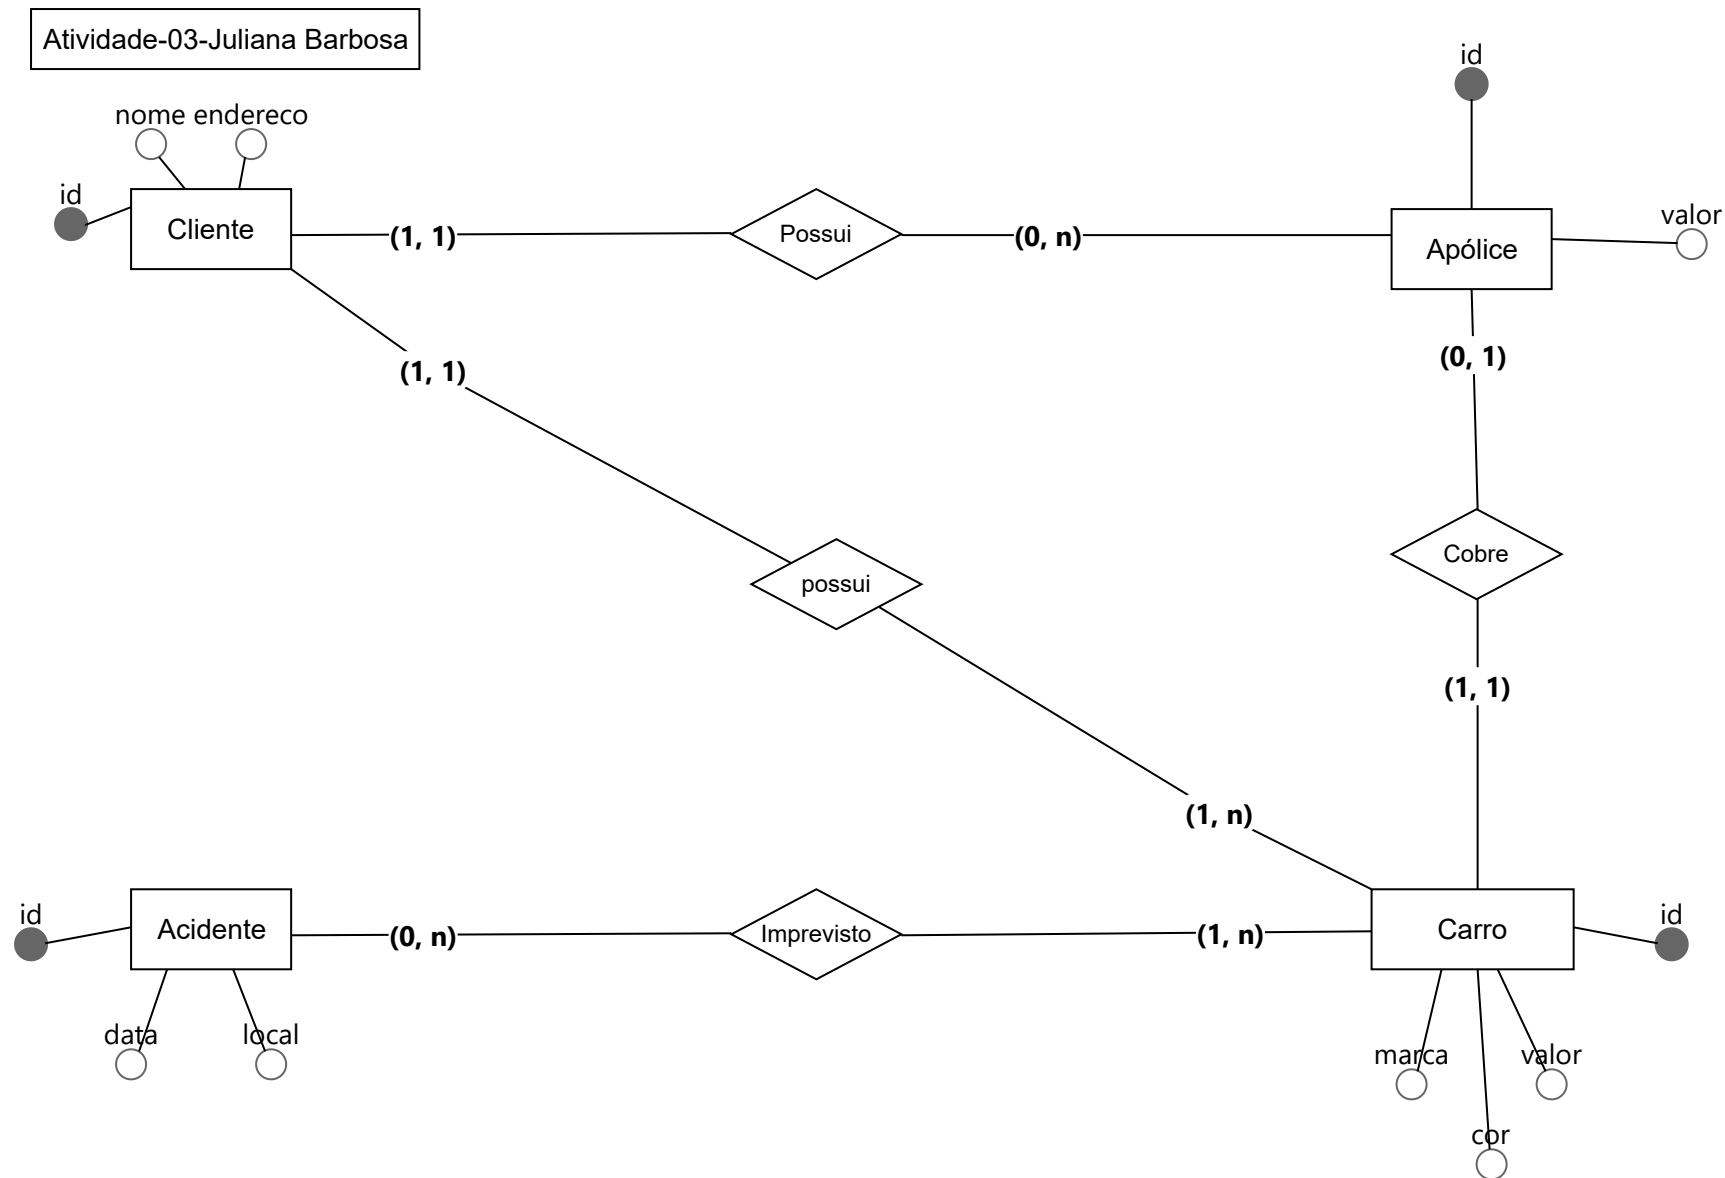 Atividade-03-Juliana Barbosa
id
nome endereco
id
Cliente
(1, 1)
Possui
(0, n)
Apólice
valor
(1, 1)
(0, 1)
possui
Cobre
(1, 1)
(1, n)
id
Acidente
(0, n)
Imprevisto
(1, n)
Carro
id
data
local
marca
valor
cor